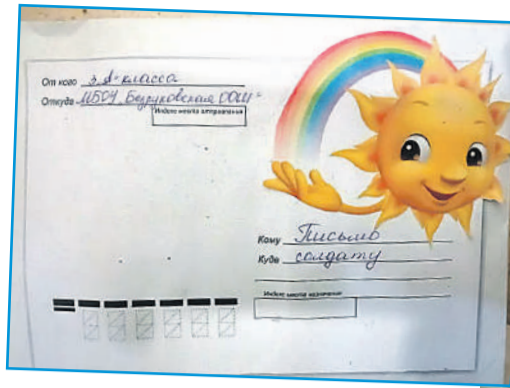 От кого 3 А-класса
Откуда МБОУ „Безруковская ООШ"
Индекс места отправления
Кому Письмо
Куда солдату
Индекс места назначения